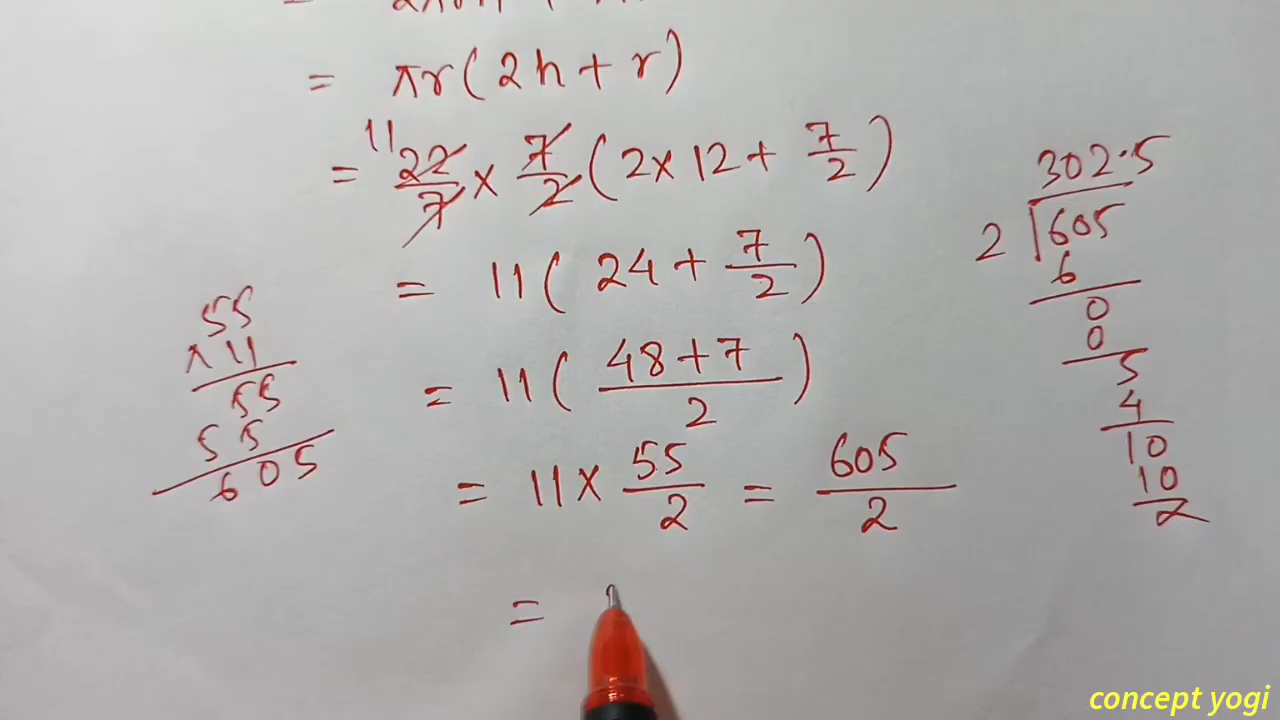 = πr(2h+r)
= 11 22/7 × 7/2 (2×12+ 7/2)
= 11(24+ 7/2)
= 11( 48+7/2 )
= 11× 55/2 = 605/2
=
55
×11
55
55
605
302.5
2 605
6
0
0
5
4
10
10
concept yogi